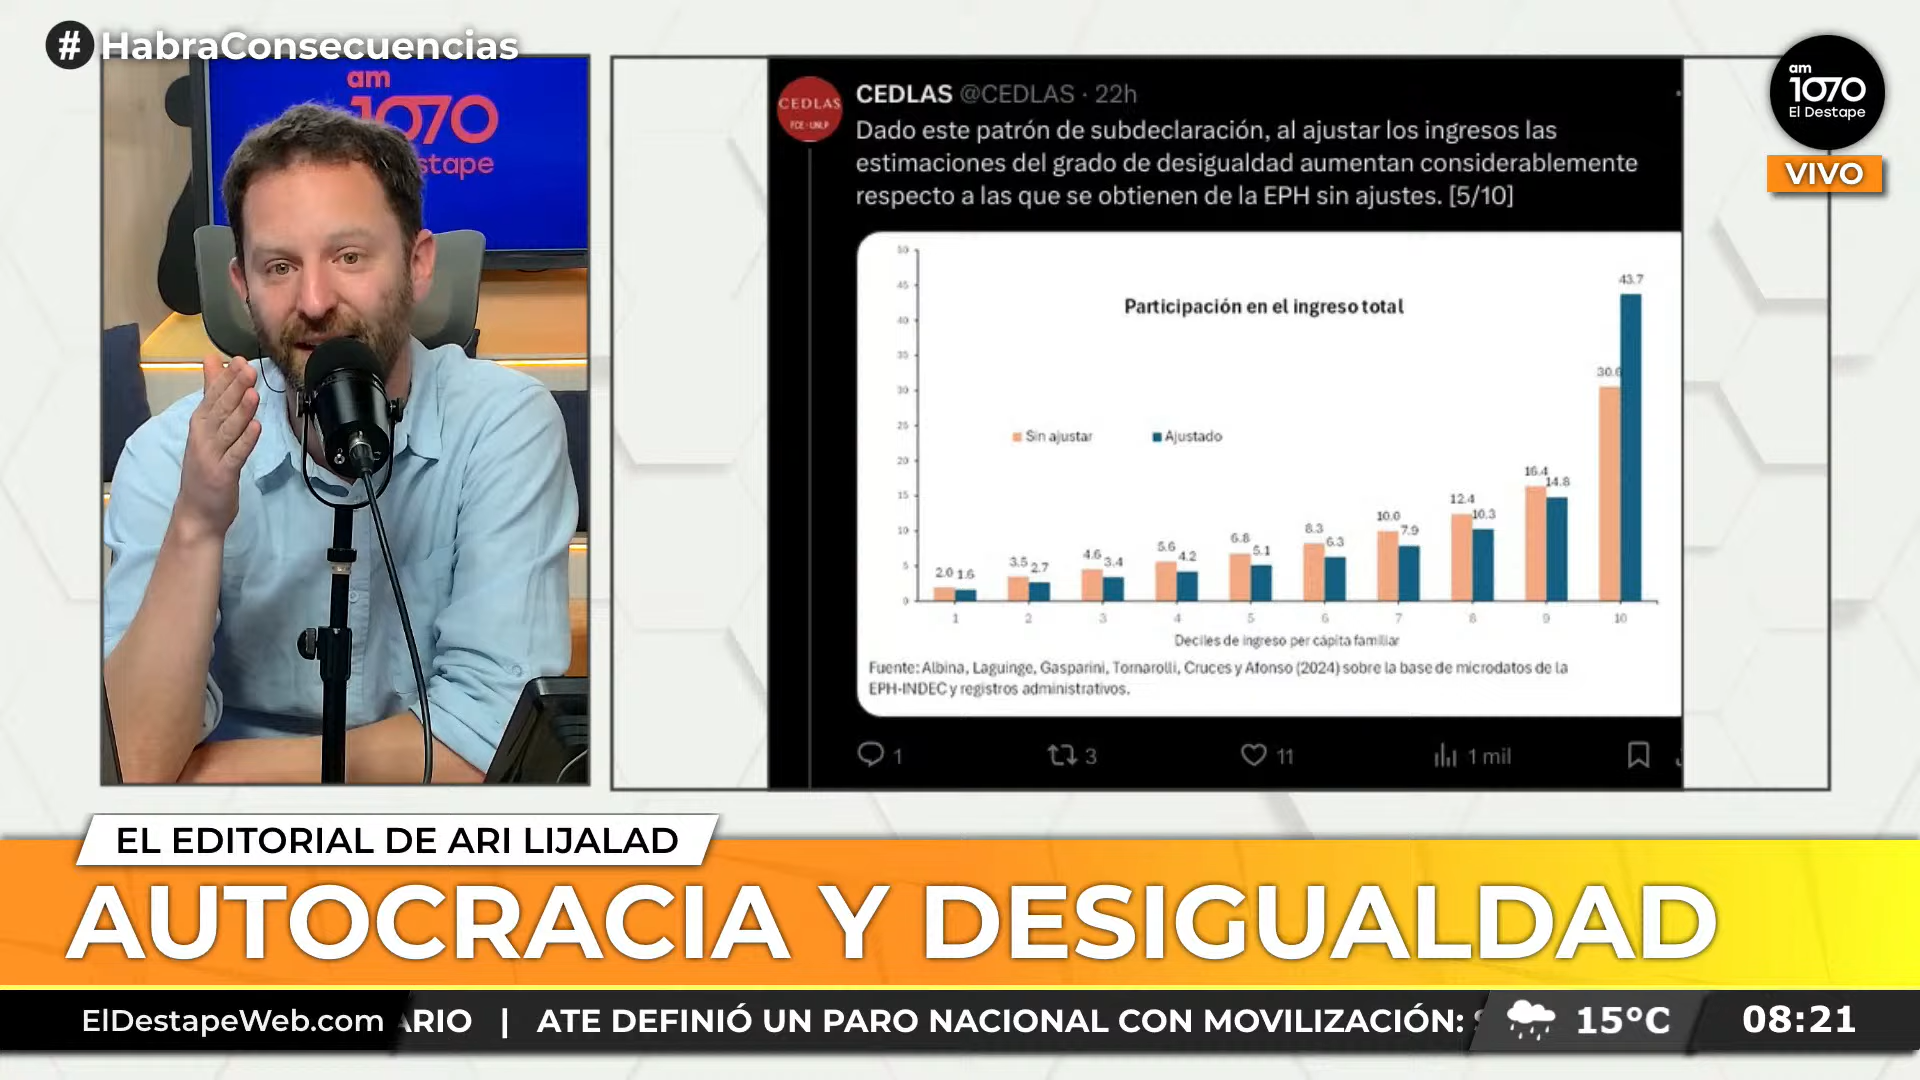 #HabraConsecuencias
am
1070
stape
CEDLAS @CEDLAS · 22h
CEDLAS
FCE - UNLP
Dado este patrón de subdeclaración, al ajustar los ingresos las
estimaciones del grado de desigualdad aumentan considerablemente
respecto a las que se obtienen de la EPH sin ajustes. [5/10]
am
1070
El Destape
VIVO
Participación en el ingreso total
50
45
40
35
30
25
20
15
10
5
0
Sin ajustar
Ajustado
2.0 1.6
3.5 2.7
4.6 3.4
5.6 4.2
6.8 5.1
8.3 6.3
10.0 7.9
12.4 10.3
16.4 14.8
30.6 43.7
1 2 3 4 5 6 7 8 9 10
Deciles de ingreso per cápita familiar
Fuente: Albina, Laguinge, Gasparini, Tornarolli, Cruces y Afonso (2024) sobre la base de microdatos de la
EPH-INDEC y registros administrativos.
1 3 11 1 mil
EL EDITORIAL DE ARI LIJALAD
AUTOCRACIA Y DESIGUALDAD
ElDestapeWeb.com
ARIO | ATE DEFINIÓ UN PARO NACIONAL CON MOVILIZACIÓN:
15°C
08:21